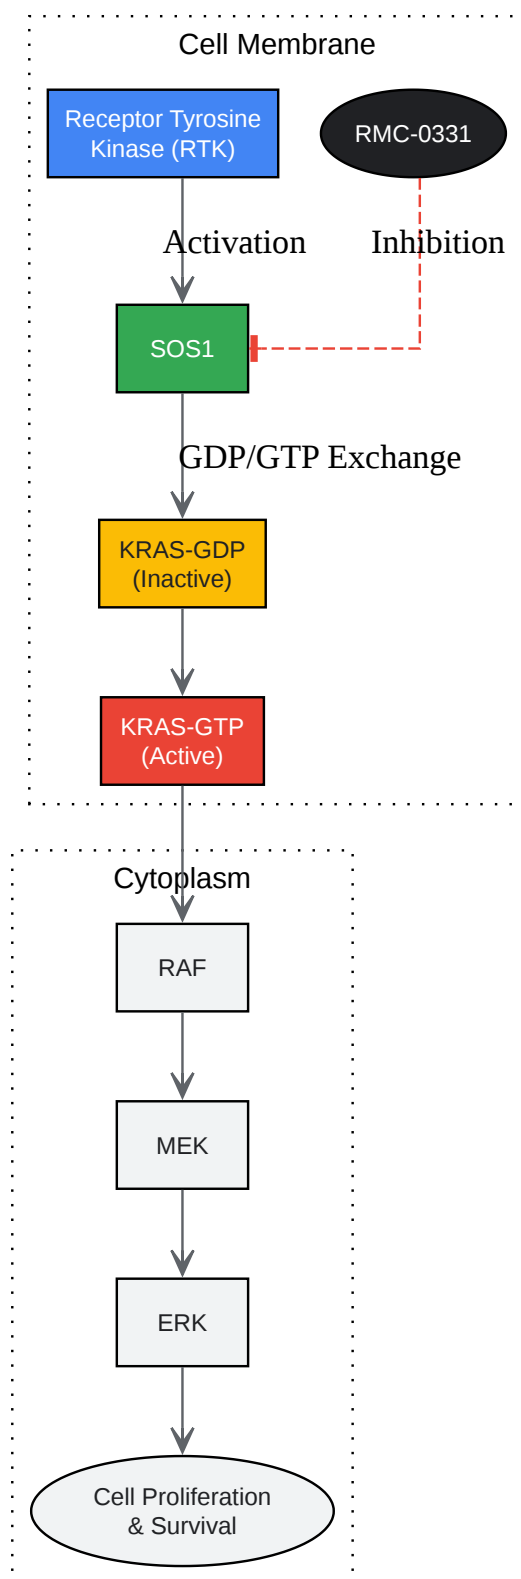 Cell Membrane
Receptor Tyrosine
Kinase (RTK)
RMC-0331
Activation
Inhibition
SOS1
GDP/GTP Exchange
KRAS-GDP
(Inactive)
KRAS-GTP
(Active)
Cytoplasm
RAF
MEK
ERK
Cell Proliferation
& Survival